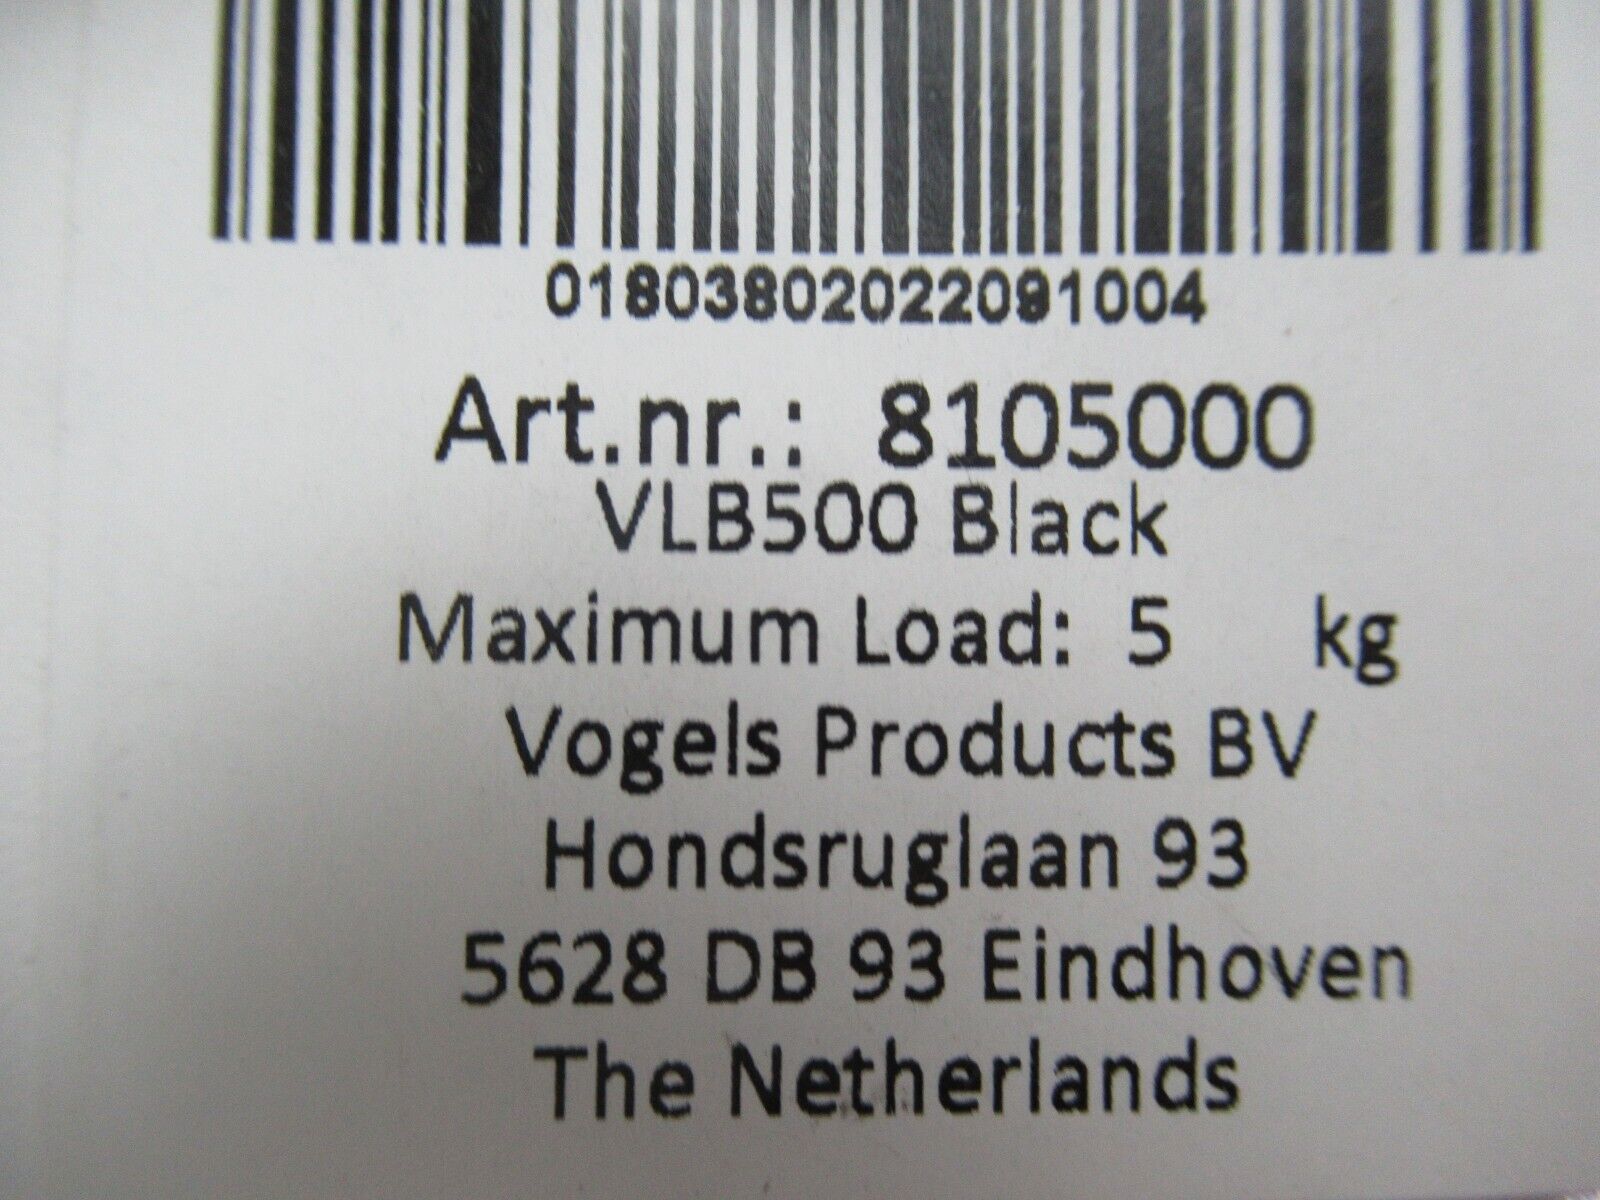 01803802022091004
Art.nr.: 8105000
VLB500 Black
Maximum Load: 5 kg
Vogels Products BV
Hondsruglaan 93
5628 DB 93 Eindhoven
The Netherlands